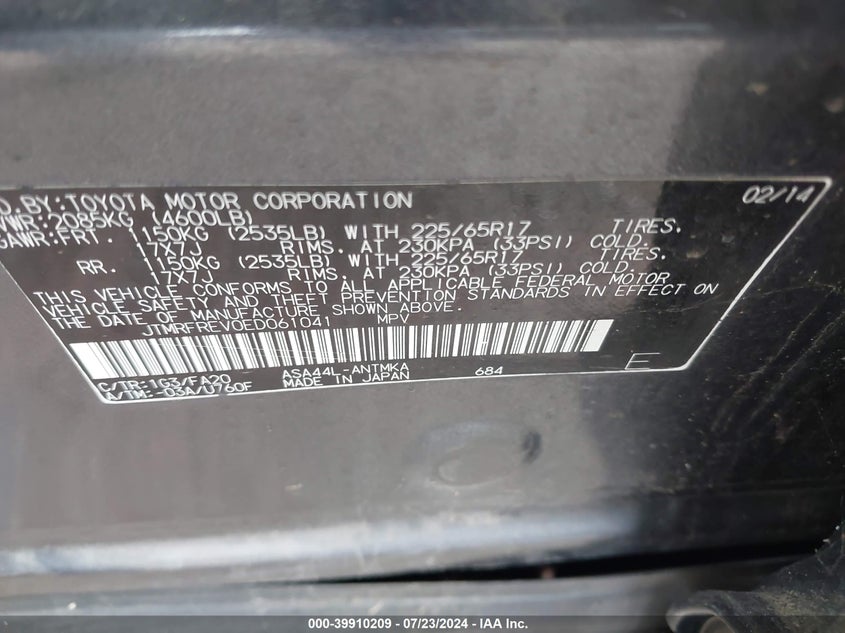 D. BY: TOYOTA MOTOR CORPORATION 02/14
VWR: 2085KG (4600LB)
GAWR: FRT. 1150KG (2535LB) WITH 225/65R17 TIRES.
17X7J RIMS. AT 230KPA (33PSI) COLD.
RR. 1150KG (2535LB) WITH 225/65R17 TIRES.
17X7J RIMS. AT 230KPA (33PSI) COLD.
THIS VEHICLE CONFORMS TO ALL APPLICABLE FEDERAL MOTOR
VEHICLE SAFETY AND THEFT PREVENTION STANDARDS IN EFFECT ON
THE DATE OF MANUFACTURE SHOWN ABOVE.
JTMRFREV0ED061041 MPV
C/TR: 1G3/FA20 ASA44L-ANTMKA 684 E
A/TM: -03A/U760F MADE IN JAPAN
000-39910209 - 07/23/2024 - IAA Inc.